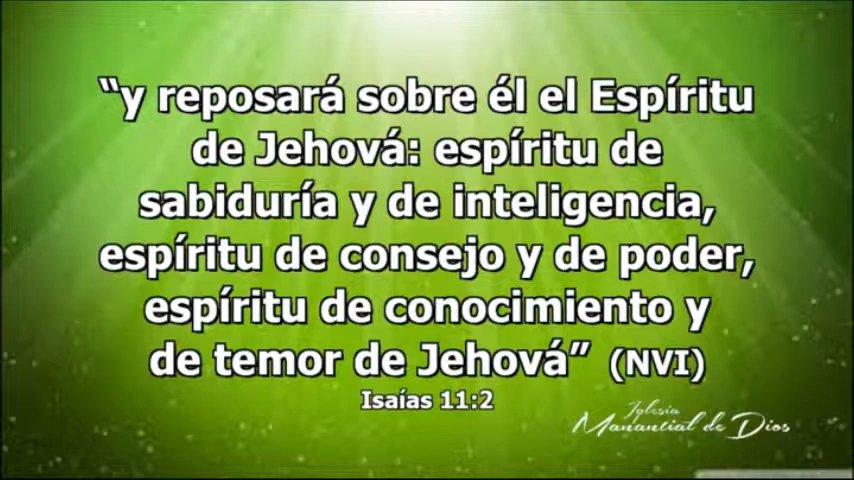 “y reposará sobre él el Espíritu
de Jehová: espíritu de
sabiduría y de inteligencia,
espíritu de consejo y de poder,
espíritu de conocimiento y
de temor de Jehová” (NVI)
Isaías 11:2
Iglesia
Manantial de Dios